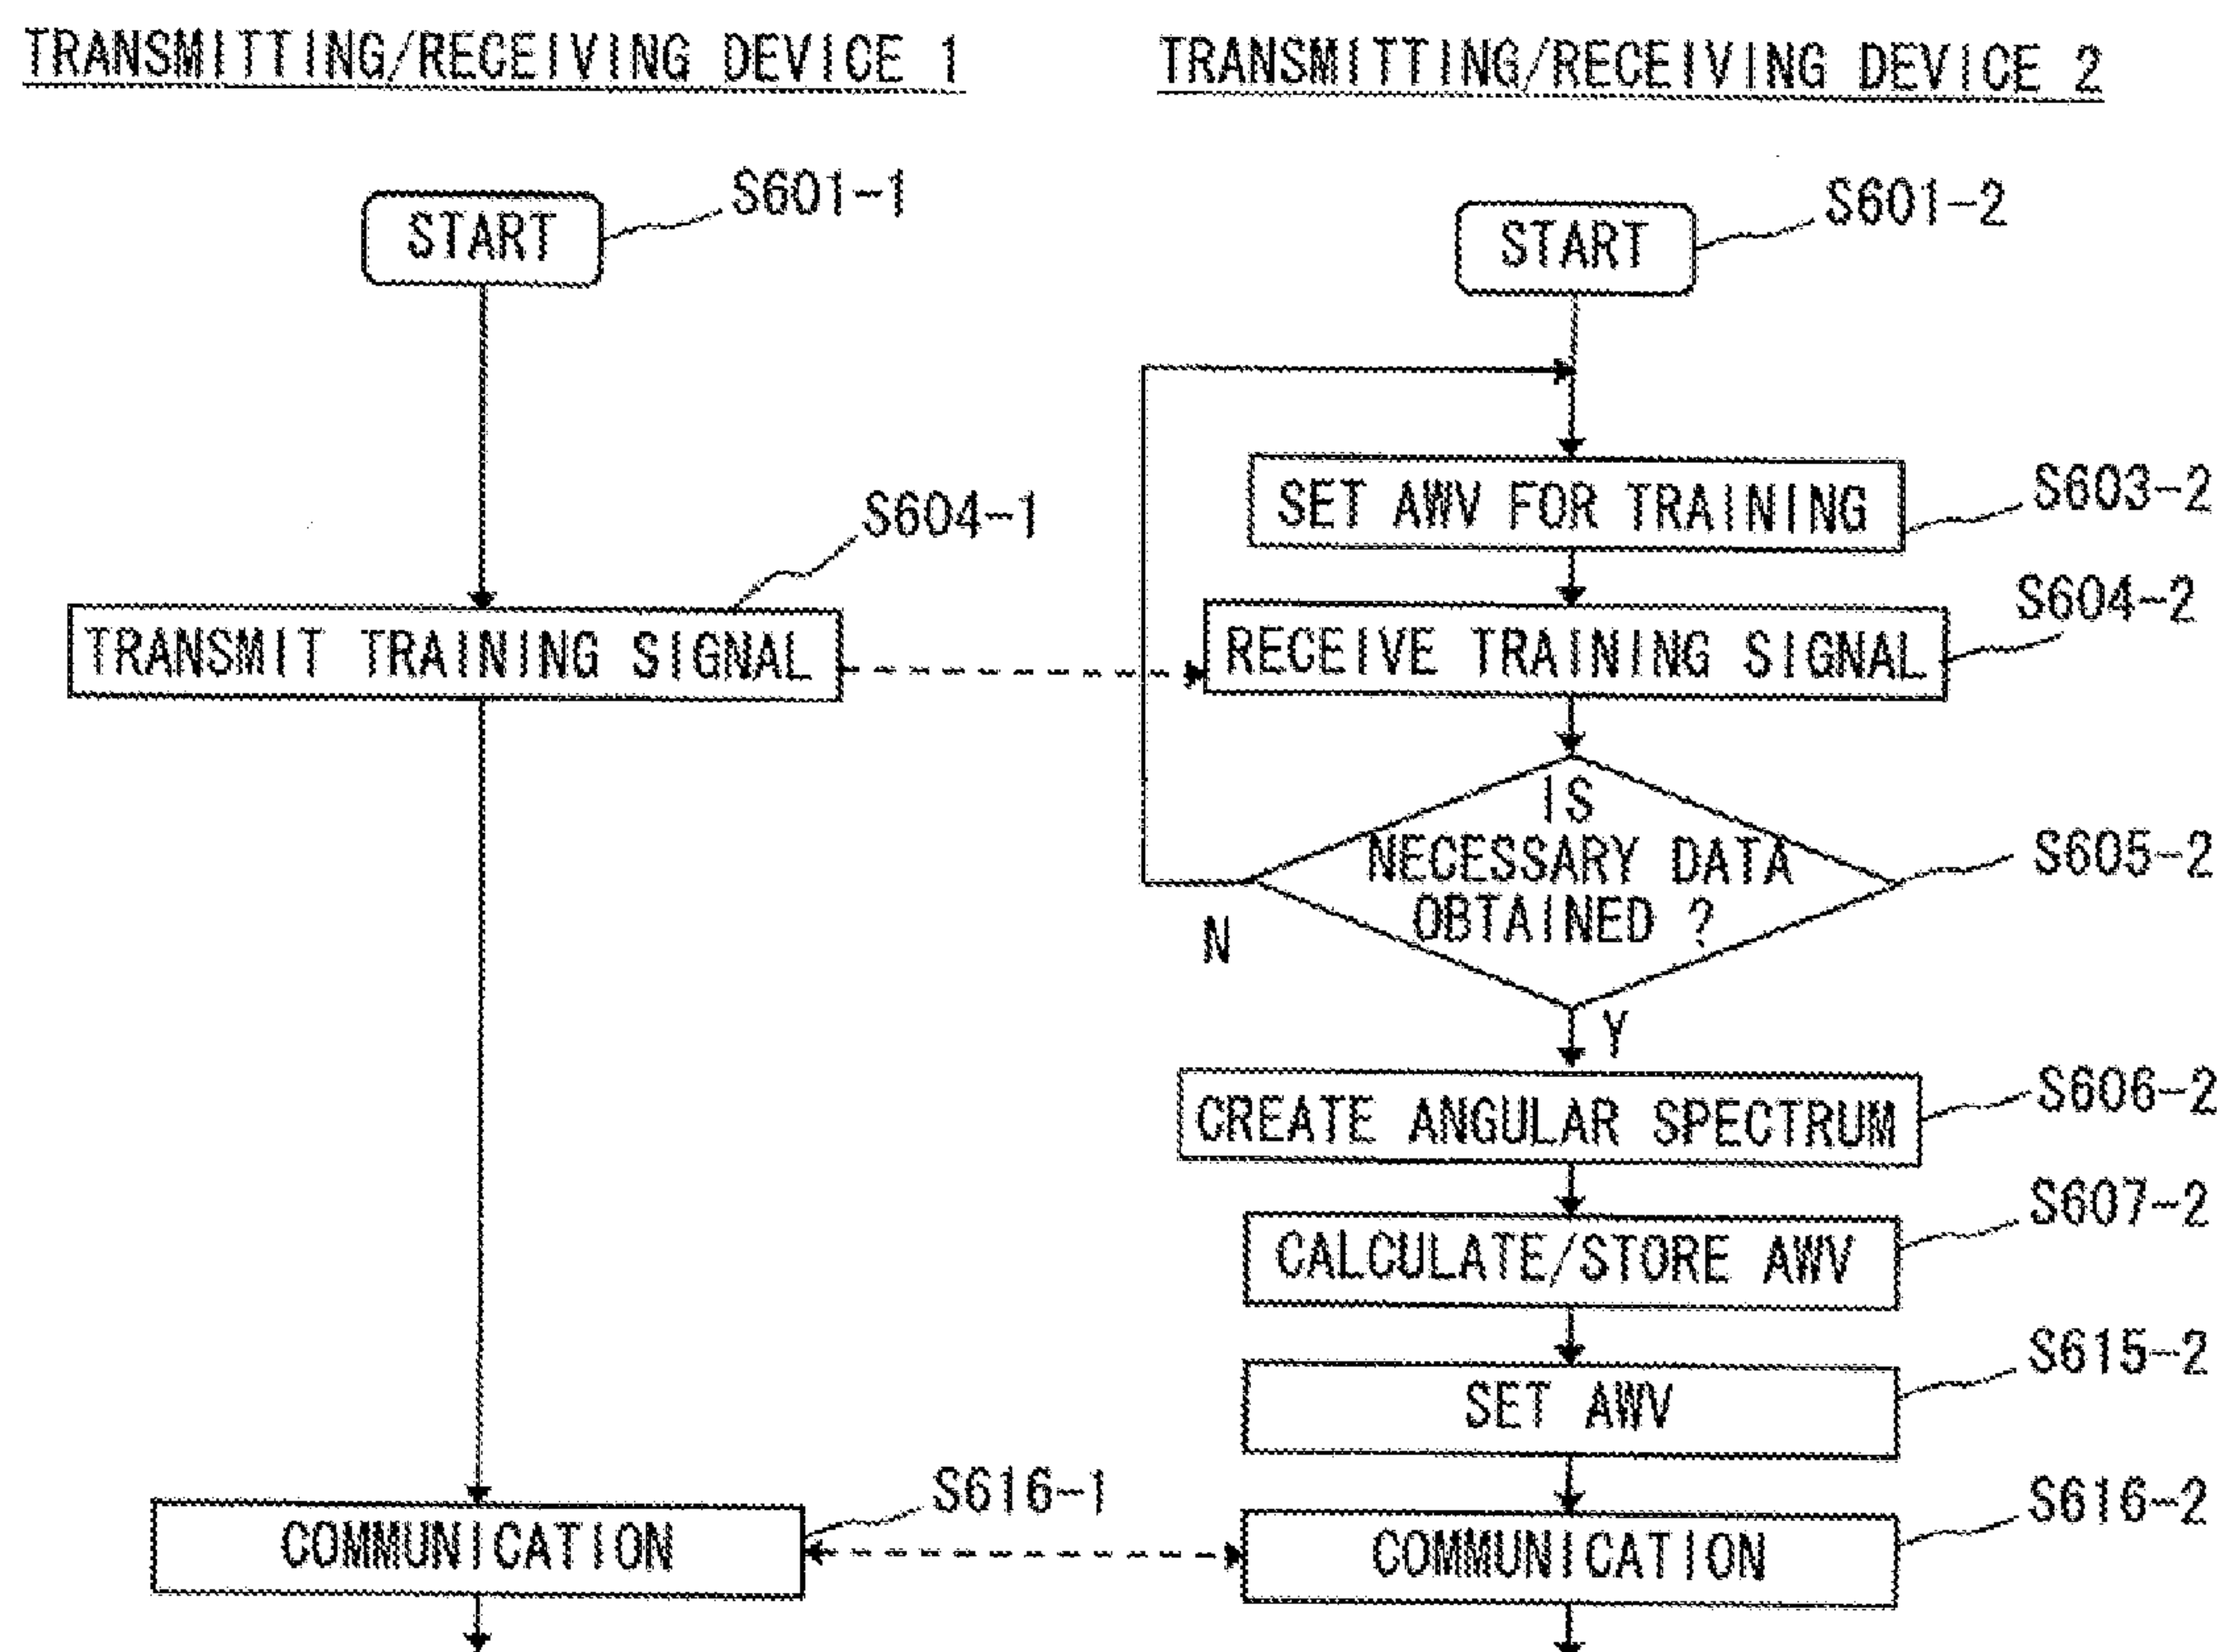 TRANSMITTING/RECEIVING DEVICE 1
TRANSMITTING/RECEIVING DEVICE 2
START
S601-1
START
S601-2
SET AWV FOR TRAINING
S603-2
S604-1
TRANSMIT TRAINING SIGNAL
RECEIVE TRAINING SIGNAL
S604-2
IS
NECESSARY DATA
OBTAINED ?
S605-2
N
Y
CREATE ANGULAR SPECTRUM
S606-2
CALCULATE/STORE AWV
S607-2
SET AWV
S615-2
COMMUNICATION
S616-1
COMMUNICATION
S616-2